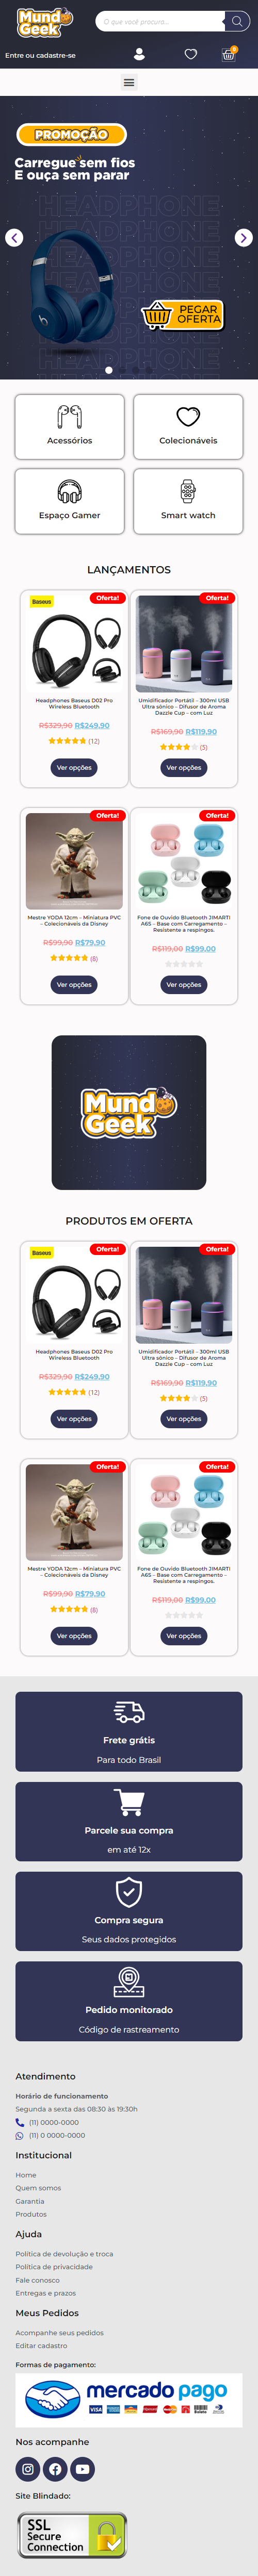 Mundo Geek
O que você procura...
Entre ou cadastre-se
0
PROMOÇÃO
Carregue sem fios
E ouça sem parar
HEADPHONE
HEADPHONE
HEADPHONE
HEADPHONE
HEADPHONE
HEADPHONE
PEGAR
OFERTA
Acessórios
Colecionáveis
Espaço Gamer
Smart watch
LANÇAMENTOS
Oferta!
Baseus
Headphones Baseus D02 Pro
Wireless Bluetooth
R$329,90 R$249,90
(12)
Ver opções
Oferta!
Umidificador Portátil – 300ml USB
Ultra sônico – Difusor de Aroma
Dazzle Cup – com Luz
R$169,90 R$119,90
(5)
Ver opções
Oferta!
Mestre YODA 12cm – Miniatura PVC
– Colecionáveis da Disney
R$99,90 R$79,90
(8)
Ver opções
Oferta!
Fone de Ouvido Bluetooth JIMARTI
A6S – Base com Carregamento –
Resistente a respingos.
R$119,00 R$99,00
Ver opções
Mundo Geek
PRODUTOS EM OFERTA
Oferta!
Baseus
Headphones Baseus D02 Pro
Wireless Bluetooth
R$329,90 R$249,90
(12)
Ver opções
Oferta!
Umidificador Portátil – 300ml USB
Ultra sônico – Difusor de Aroma
Dazzle Cup – com Luz
R$169,90 R$119,90
(5)
Ver opções
Oferta!
Mestre YODA 12cm – Miniatura PVC
– Colecionáveis da Disney
R$99,90 R$79,90
(8)
Ver opções
Oferta!
Fone de Ouvido Bluetooth JIMARTI
A6S – Base com Carregamento –
Resistente a respingos.
R$119,00 R$99,00
Ver opções
Frete grátis
Para todo Brasil
Parcele sua compra
em até 12x
Compra segura
Seus dados protegidos
Pedido monitorado
Código de rastreamento
Atendimento
Horário de funcionamento
Segunda a sexta das 08:30 às 19:30h
(11) 0000-0000
(11) 0 0000-0000
Institucional
Home
Quem somos
Garantia
Produtos
Ajuda
Política de devolução e troca
Política de privacidade
Fale conosco
Entregas e prazos
Meus Pedidos
Acompanhe seus pedidos
Editar cadastro
Formas de pagamento:
mercado pago
VISA
Nos acompanhe
Site Blindado:
SSL
Secure
Connection